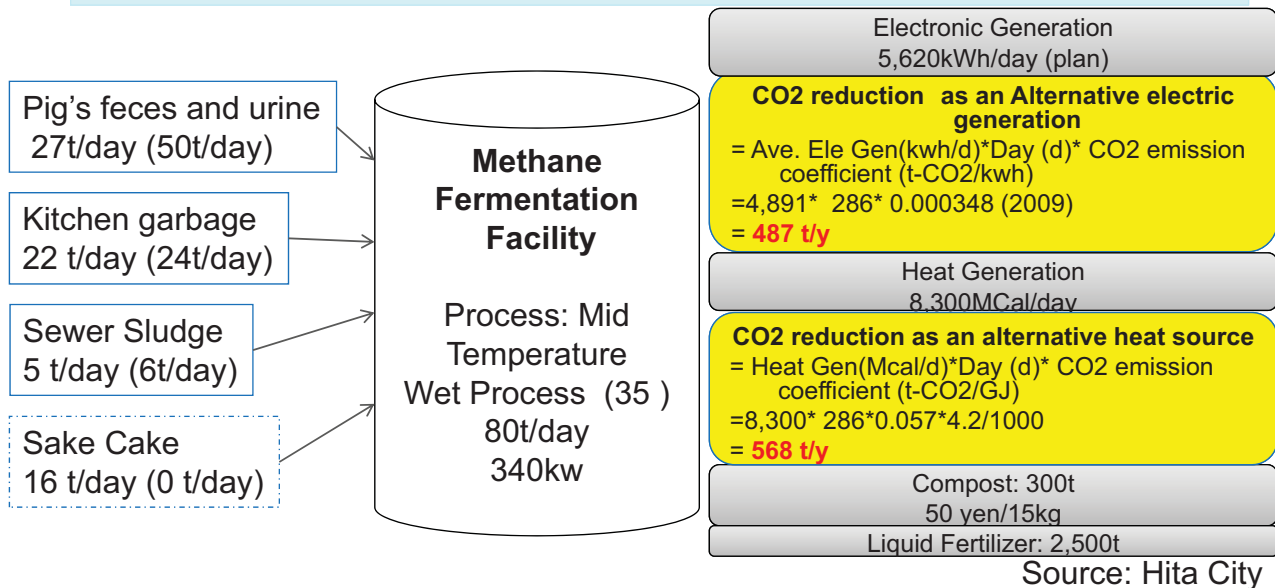 Pig's feces and urine
27t/day (50t/day)
Kitchen garbage
22 t/day (24t/day)
Sewer Sludge
5 t/day (6t/day)
Sake Cake
16 t/day (0 t/day)
Methane
Fermentation
Facility
Process: Mid
Temperature
Wet Process (35 )
80t/day
340kw
Electronic Generation
5,620kWh/day (plan)
CO2 reduction as an Alternative electric
generation
= Ave. Ele Gen(kwh/d)*Day (d)* CO2 emission
coefficient (t-CO2/kwh)
=4,891* 286* 0.000348 (2009)
= 487 t/y
Heat Generation
8,300MCal/day
CO2 reduction as an alternative heat source
= Heat Gen(Mcal/d)*Day (d)* CO2 emission
coefficient (t-CO2/GJ)
=8,300* 286*0.057*4.2/1000
= 568 t/y
Compost: 300t
50 yen/15kg
Liquid Fertilizer: 2,500t
Source: Hita City